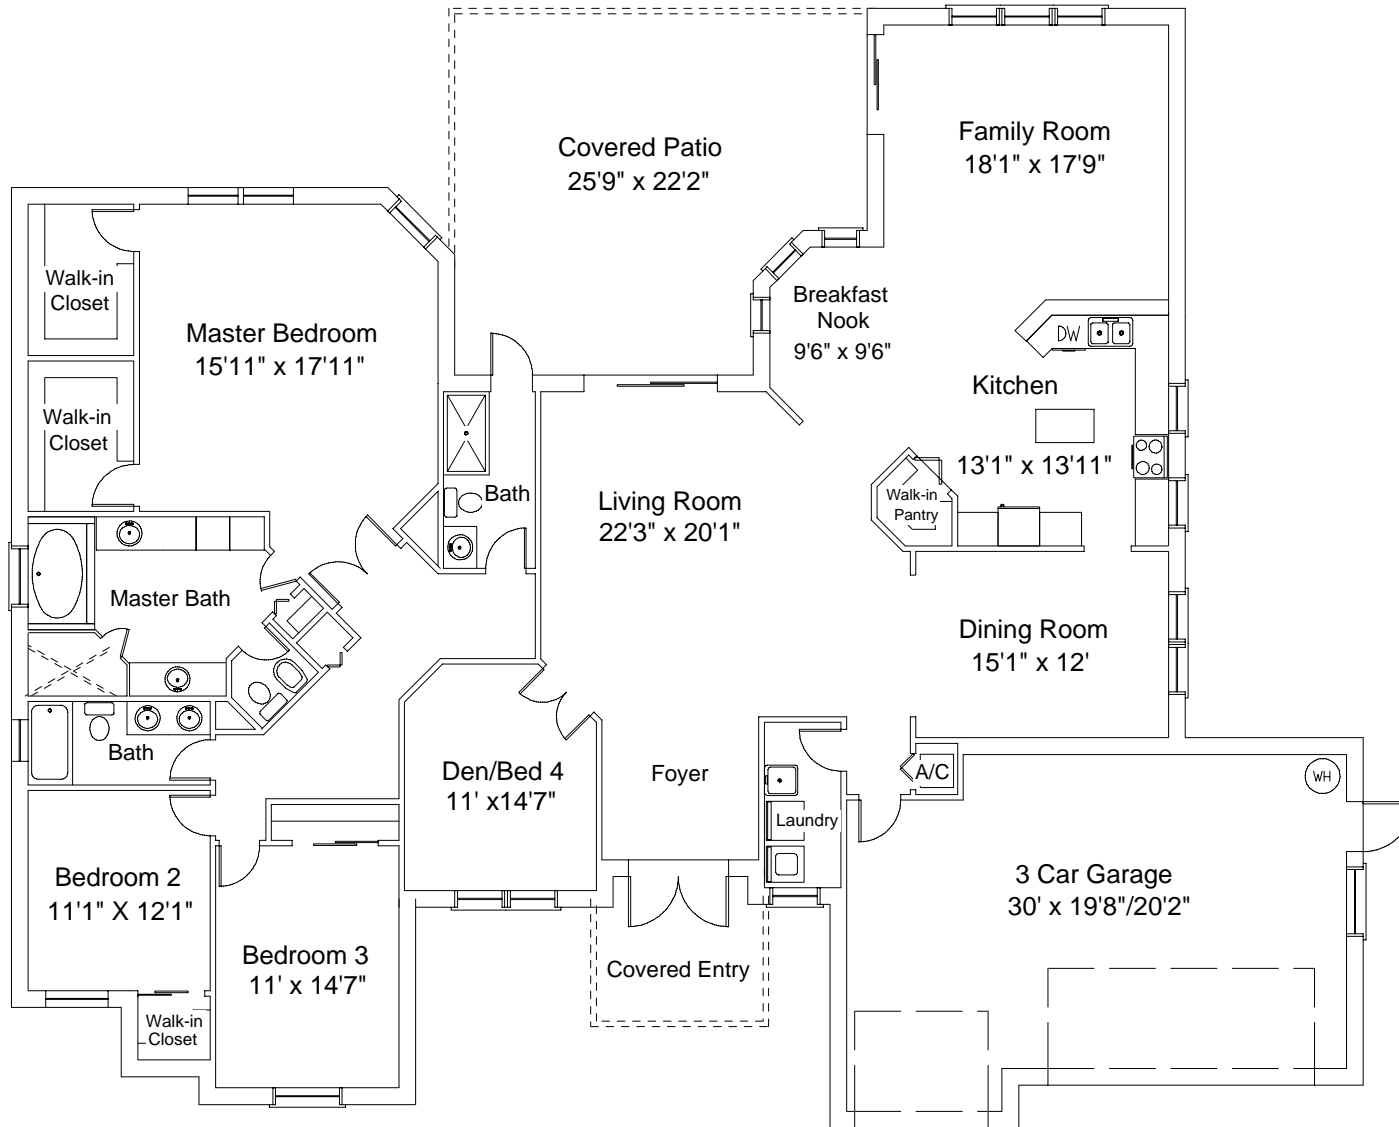 Covered Patio
25'9" x 22'2"
Family Room
18'1" x 17'9"
Walk-in
Closet
Master Bedroom
15'11" x 17'11"
Breakfast
Nook
9'6" x 9'6"
DW
Kitchen
13'1" x 13'11"
Walk-in
Closet
Bath
Living Room
22'3" x 20'1"
Walk-in
Pantry
Master Bath
Dining Room
15'1" x 12'
Bath
Den/Bed 4
11' x14'7"
Foyer
A/C
WH
Laundry
Bedroom 2
11'1" X 12'1"
3 Car Garage
30' x 19'8"/20'2"
Bedroom 3
11' x 14'7"
Covered Entry
Walk-in
Closet